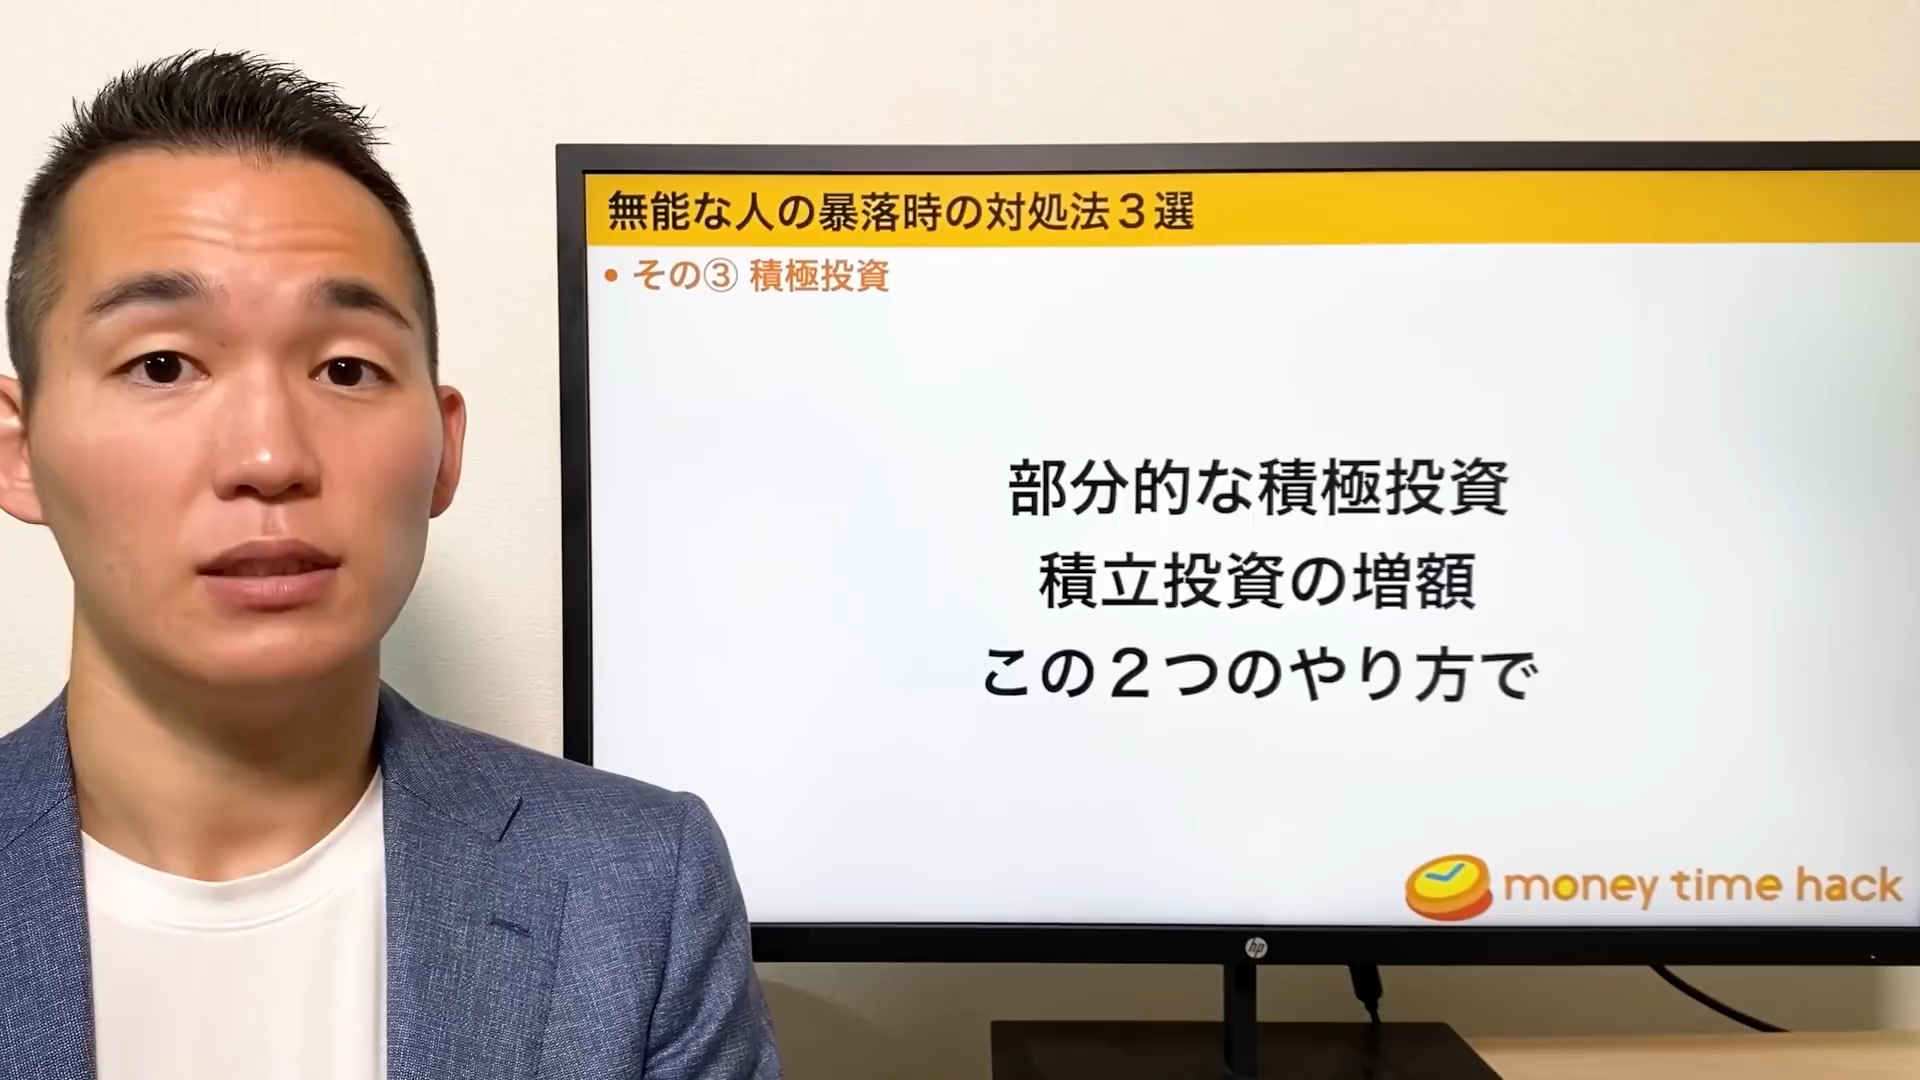 無能な人の暴落時の対処法３選
• その③ 積極投資
部分的な積極投資
積立投資の増額
この２つのやり方で
money time hack
hp